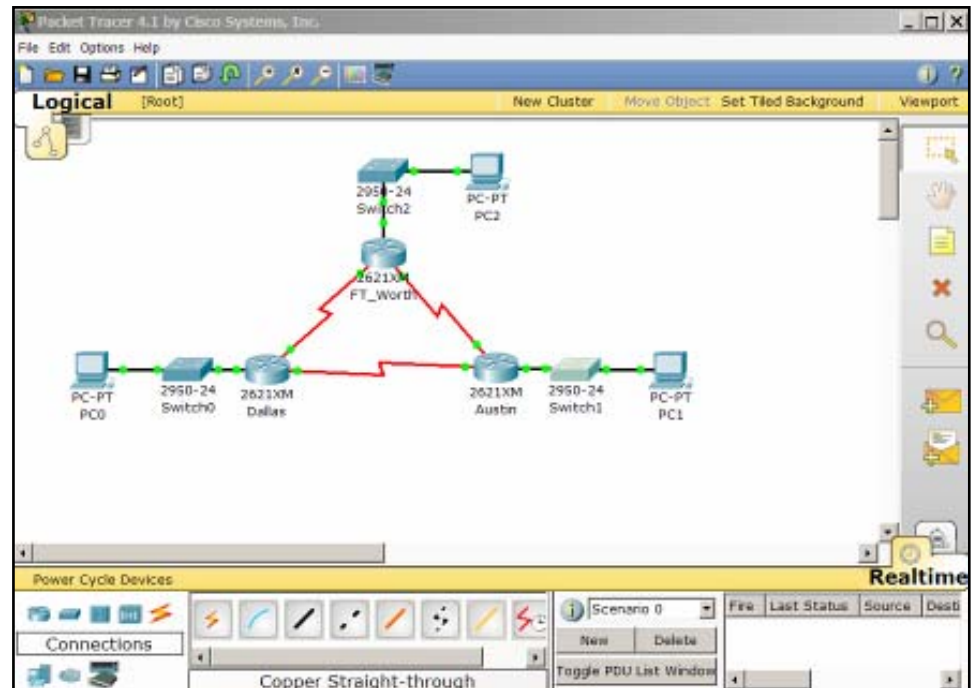 Packet Tracer 4.1 by Cisco Systems, Inc.
File Edit Options Help
Logical [Root] New Cluster Move Object Set Tiled Background Viewport
2950-24
Switch2
PC-PT
PC2
2621XM
FT_Worth
PC-PT
PC0
2950-24
Switch0
2621XM
Dallas
2621XM
Austin
2950-24
Switch1
PC-PT
PC1
Power Cycle Devices
Realtime
Connections
Copper Straight-through
Scenario 0
New Delete
Toggle PDU List Window
Fire Last Status Source Desti